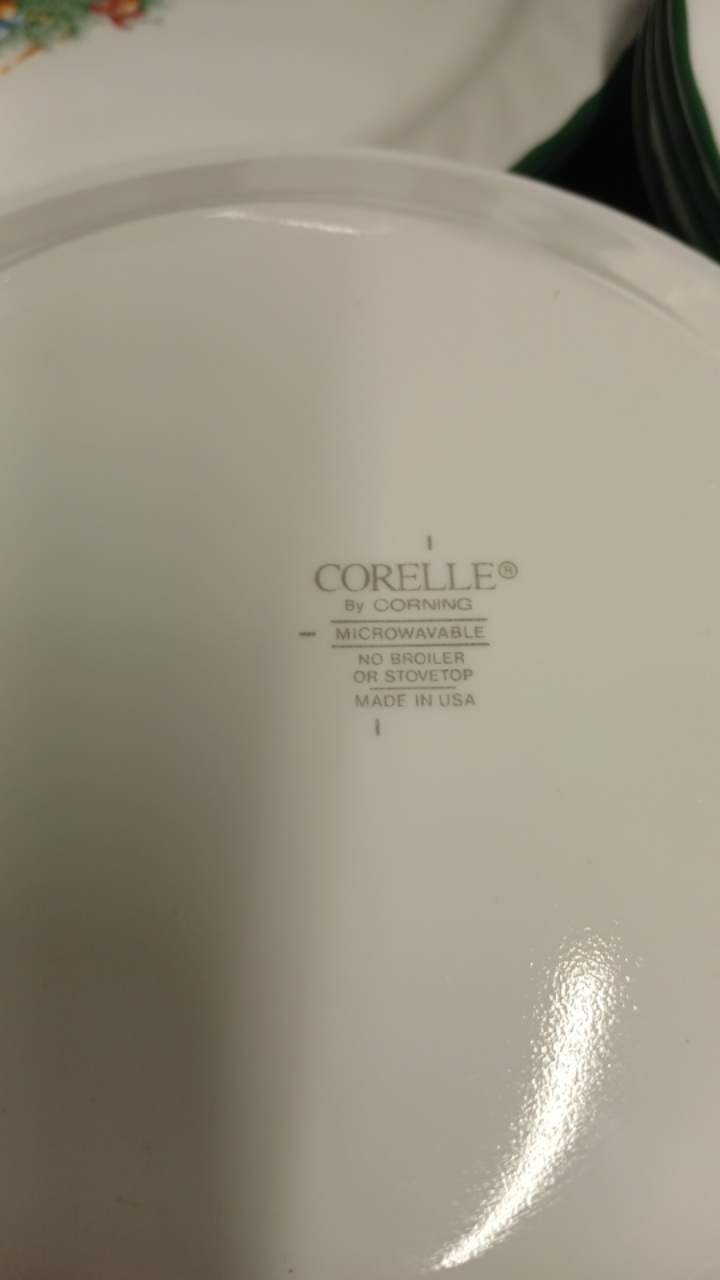 CORELLE®
By CORNING
MICROWAVABLE
NO BROILER
OR STOVETOP
MADE IN USA